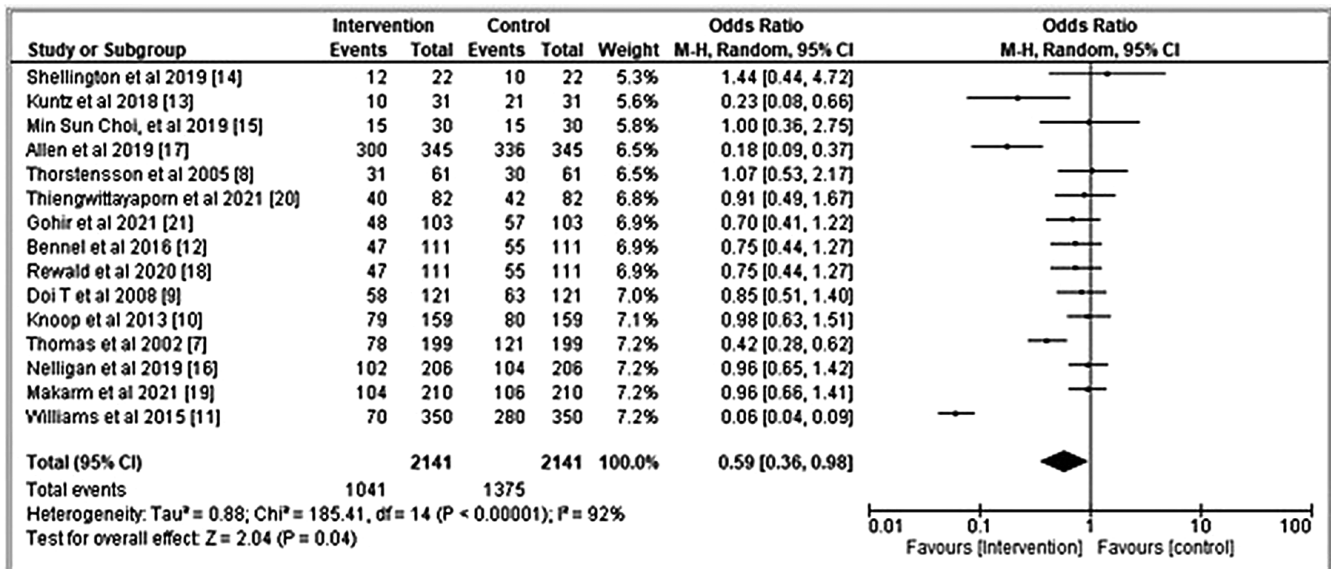 Intervention Control Odds Ratio Odds Ratio
Study or Subgroup Events Total Events Total Weight M-H, Random, 95% CI M-H, Random, 95% CI
Shellington et al 2019 [14] 12 22 10 22 5.3% 1.44 [0.44, 4.72]
Kuntz et al 2018 [13] 10 31 21 31 5.6% 0.23 [0.08, 0.66]
Min Sun Choi, et al 2019 [15] 15 30 15 30 5.8% 1.00 [0.36, 2.75]
Allen et al 2019 [17] 300 345 336 345 6.5% 0.18 [0.09, 0.37]
Thorstensson et al 2005 [8] 31 61 30 61 6.5% 1.07 [0.53, 2.17]
Thiengwittayaporn et al 2021 [20] 40 82 42 82 6.8% 0.91 [0.49, 1.67]
Gohir et al 2021 [21] 48 103 57 103 6.9% 0.70 [0.41, 1.22]
Bennel et al 2016 [12] 47 111 55 111 6.9% 0.75 [0.44, 1.27]
Rewald et al 2020 [18] 47 111 55 111 6.9% 0.75 [0.44, 1.27]
Doi T et al 2008 [9] 58 121 63 121 7.0% 0.85 [0.51, 1.40]
Knoop et al 2013 [10] 79 159 80 159 7.1% 0.98 [0.63, 1.51]
Thomas et al 2002 [7] 78 199 121 199 7.2% 0.42 [0.28, 0.62]
Nelligan et al 2019 [16] 102 206 104 206 7.2% 0.96 [0.65, 1.42]
Makarm et al 2021 [19] 104 210 106 210 7.2% 0.96 [0.66, 1.41]
Williams et al 2015 [11] 70 350 280 350 7.2% 0.06 [0.04, 0.09]
Total (95% CI) 2141 2141 100.0% 0.59 [0.36, 0.98]
Total events 1041 1375
Heterogeneity: Tau² = 0.88; Chi² = 185.41, df = 14 (P < 0.00001); I² = 92%
Test for overall effect: Z = 2.04 (P = 0.04)
0.01 0.1 1 10 100
Favours [Intervention] Favours [control]